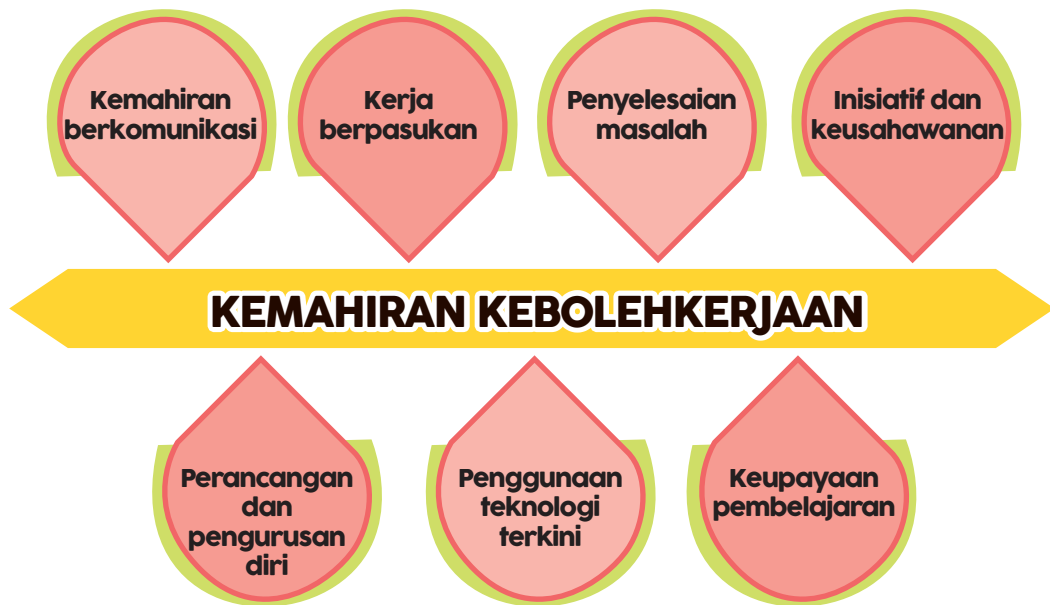 Kemahiran
berkomunikasi
Kerja
berpasukan
Penyelesaian
masalah
Inisiatif dan
keusahawanan
KEMAHIRAN KEBOLEHKERJAAN
Perancangan
dan
pengurusan
diri
Penggunaan
teknologi
terkini
Keupayaan
pembelajaran